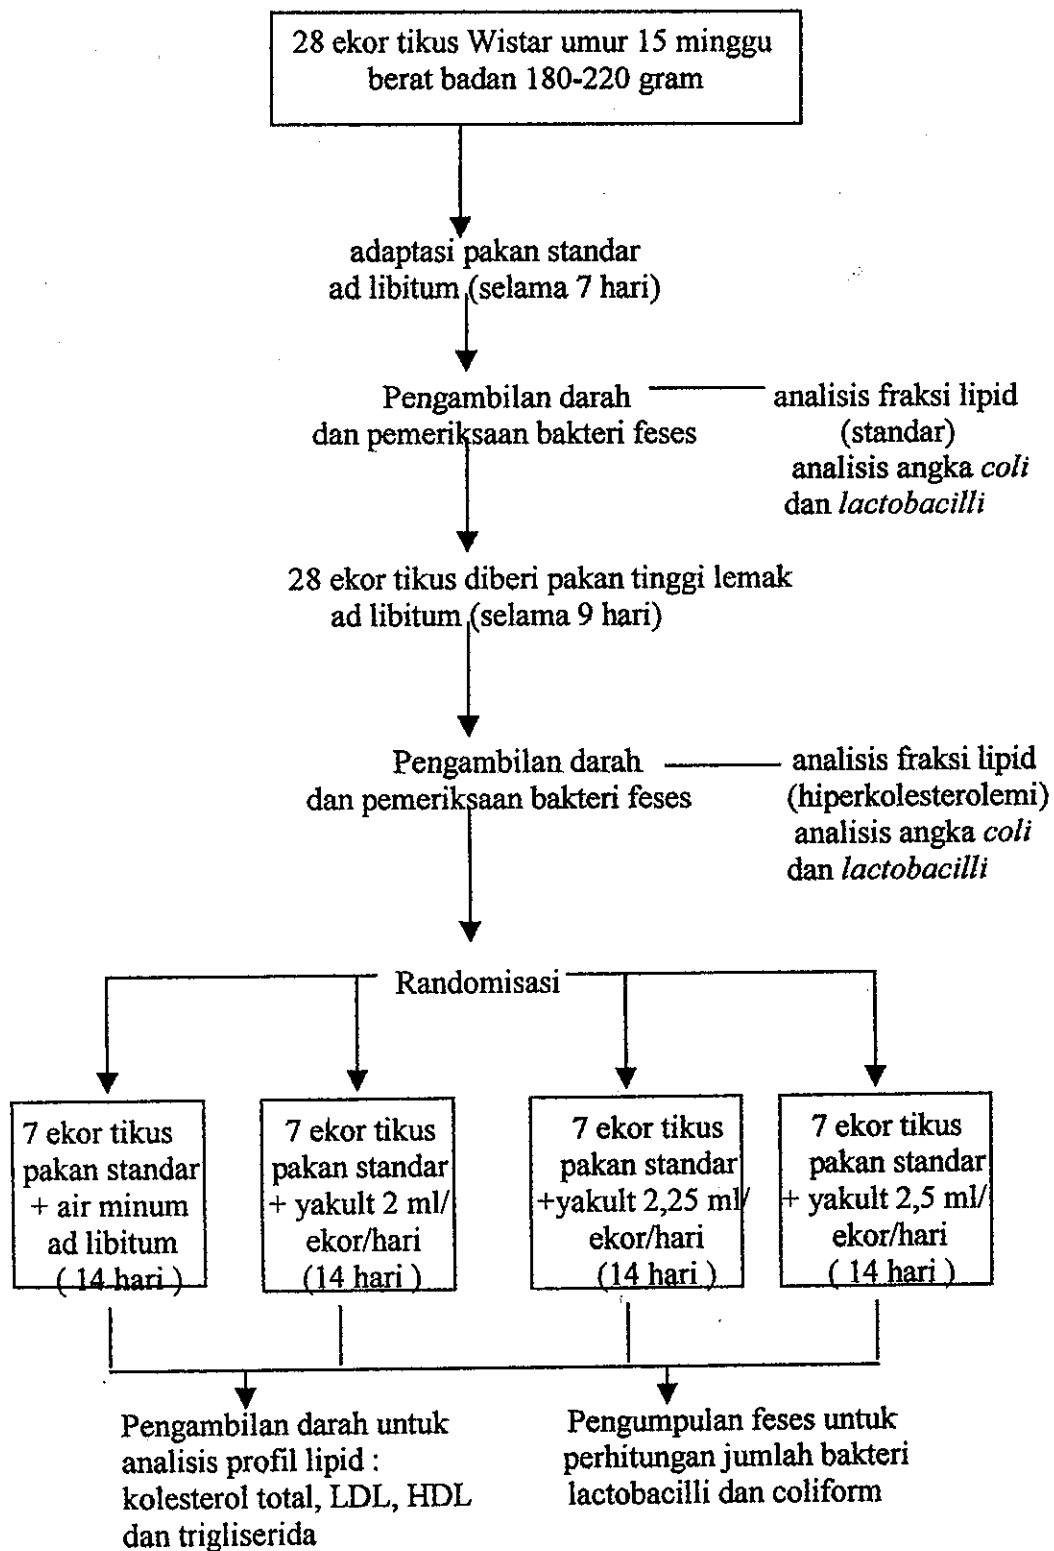 28 ekor tikus Wistar umur 15 minggu
berat badan 180-220 gram
adaptasi pakan standar
ad libitum (selama 7 hari)
Pengambilan darah
dan pemeriksaan bakteri feses
analisis fraksi lipid
(standar)
analisis angka coli
dan lactobacilli
28 ekor tikus diberi pakan tinggi lemak
ad libitum (selama 9 hari)
Pengambilan darah
dan pemeriksaan bakteri feses
analisis fraksi lipid
(hiperkolesterolemi)
analisis angka coli
dan lactobacilli
Randomisasi
7 ekor tikus
pakan standar
+ air minum
ad libitum
( 14 hari )
7 ekor tikus
pakan standar
+ yakult 2 ml/
ekor/hari
(14 hari )
7 ekor tikus
pakan standar
+yakult 2,25 ml/
ekor/hari
(14 hari )
7 ekor tikus
pakan standar
+ yakult 2,5 ml/
ekor/hari
( 14 hari )
Pengambilan darah untuk
analisis profil lipid :
kolesterol total, LDL, HDL
dan trigliserida
Pengumpulan feses untuk
perhitungan jumlah bakteri
lactobacilli dan coliform